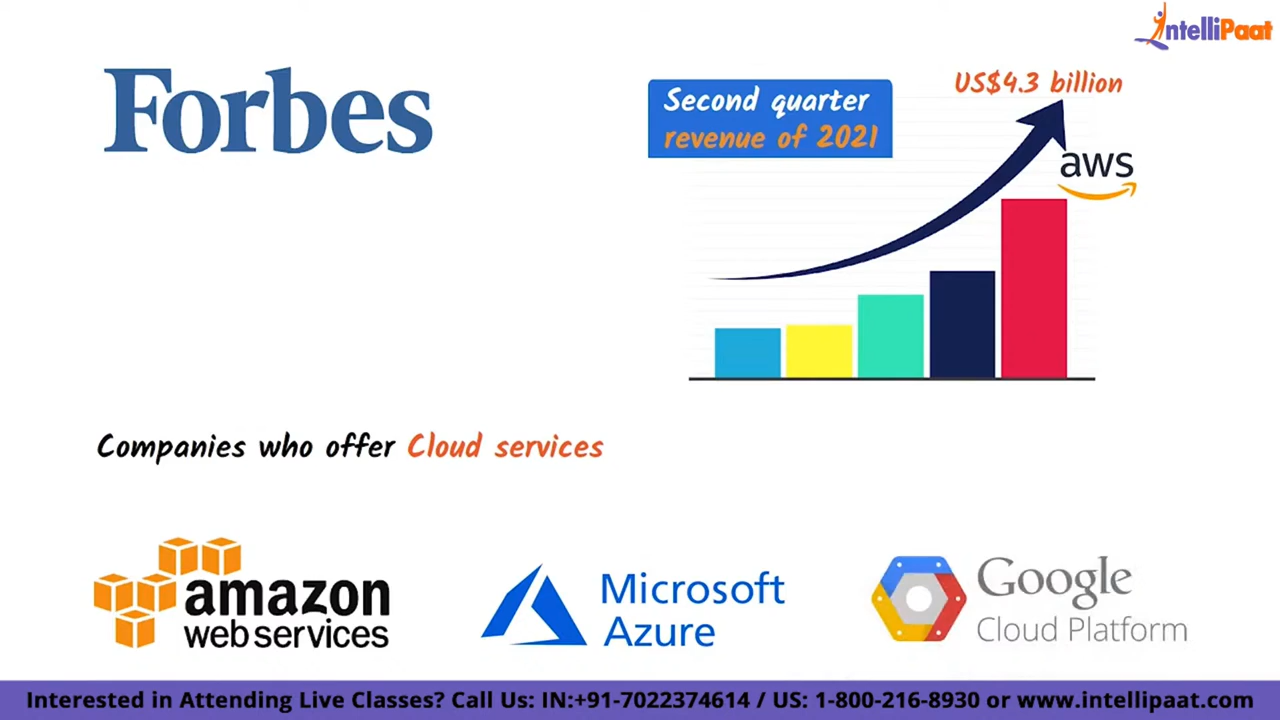 IntelliPaat
Forbes
Second quarter
revenue of 2021
US$4.3 billion
aws
Companies who offer Cloud services
amazon
web services
Microsoft
Azure
Google
Cloud Platform
Interested in Attending Live Classes? Call Us: IN:+91-7022374614 / US: 1-800-216-8930 or www.intellipaat.com